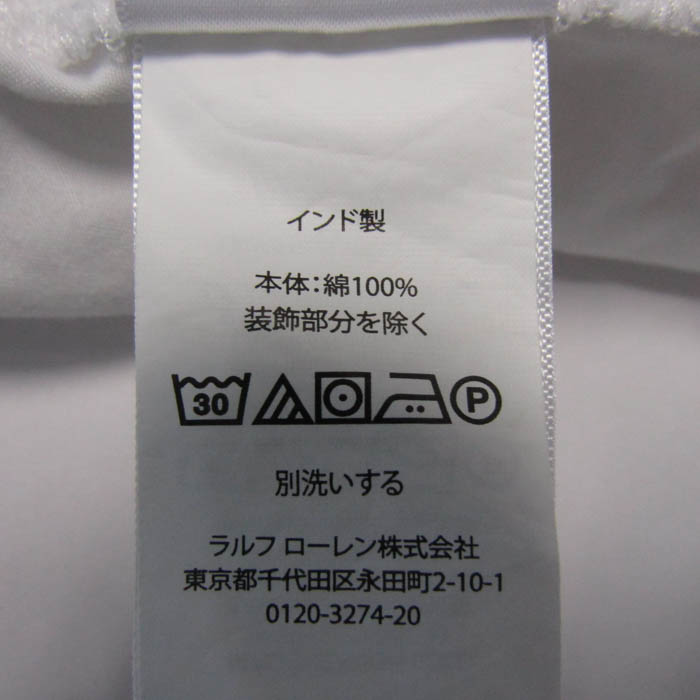 インド製
本体：綿100%
装飾部分を除く
30 P
別洗いする
ラルフ ローレン株式会社
東京都千代田区永田町2-10-1
0120-3274-20